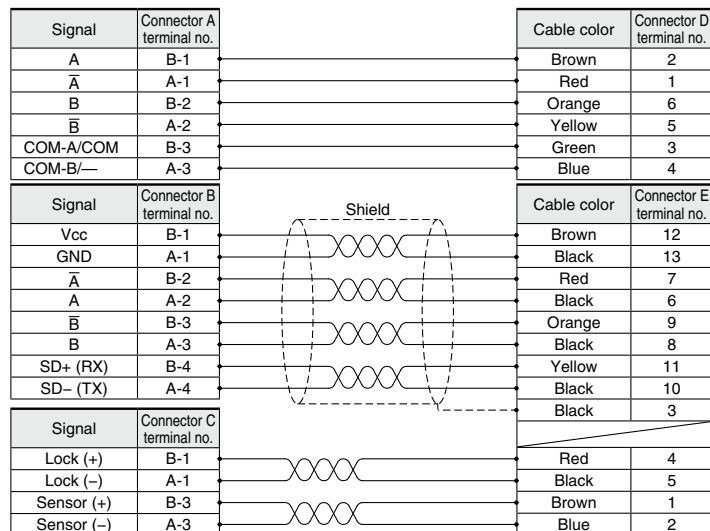 Signal Connector A terminal no. Cable color Connector D terminal no.
A B-1 Brown 2
A̅ A-1 Red 1
B B-2 Orange 6
B̅ A-2 Yellow 5
COM-A/COM B-3 Green 3
COM-B/— A-3 Blue 4
Signal Connector B terminal no. Shield Cable color Connector E terminal no.
Vcc B-1 Brown 12
GND A-1 Black 13
A̅ B-2 Red 7
A A-2 Black 6
B̅ B-3 Orange 9
B A-3 Black 8
SD+ (RX) B-4 Yellow 11
SD− (TX) A-4 Black 10
Black 3
Signal Connector C terminal no.
Lock (+) B-1 Red 4
Lock (−) A-1 Black 5
Sensor (+) B-3 Brown 1
Sensor (−) A-3 Blue 2